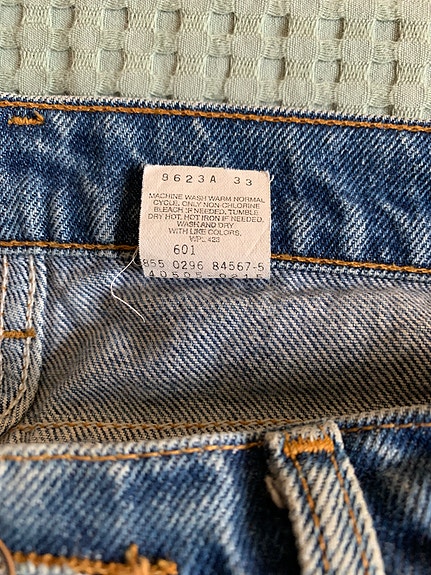 9623A 33
MACHINE WASH WARM NORMAL
CYCLE. ONLY NON-CHLORINE
BLEACH IF NEEDED. TUMBLE
DRY HOT. HOT IRON IF NEEDED.
WASH AND DRY
WITH LIKE COLORS.
WPL 423
601
855 0296 84567-5